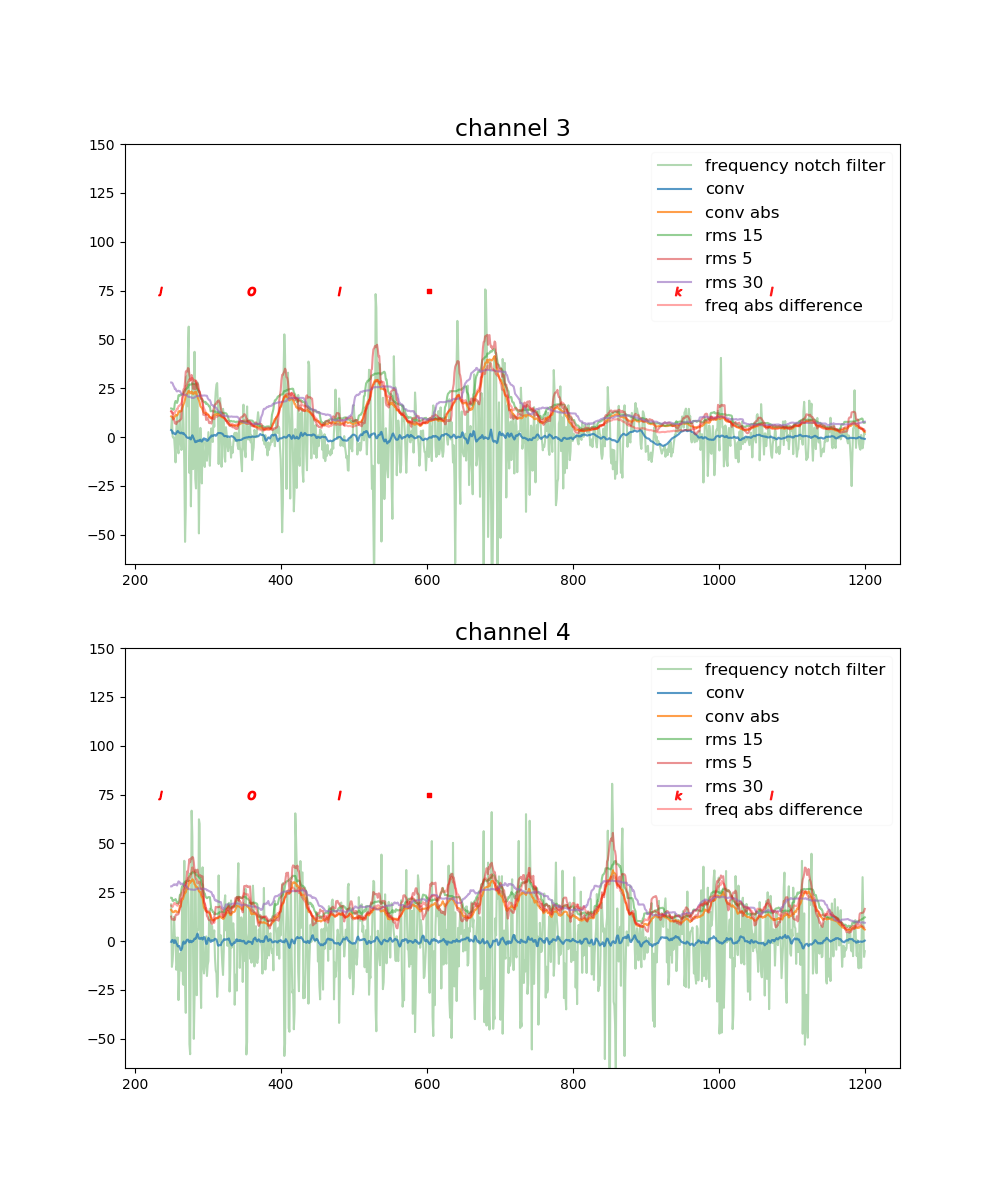 channel 3
150
125
100
75
50
25
0
−25
−50
frequency notch filter
conv
conv abs
rms 15
rms 5
rms 30
freq abs difference
J O l . k l
200 400 600 800 1000 1200
channel 4
150
125
100
75
50
25
0
−25
−50
frequency notch filter
conv
conv abs
rms 15
rms 5
rms 30
freq abs difference
J O l . k l
200 400 600 800 1000 1200